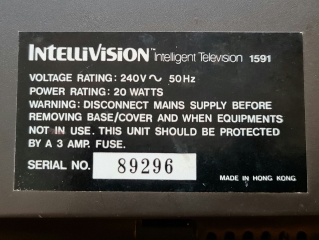 INTELLIVISION™ Intelligent Television 1591
VOLTAGE RATING: 240V ∿ 50Hz
POWER RATING: 20 WATTS
WARNING: DISCONNECT MAINS SUPPLY BEFORE
REMOVING BASE/COVER AND WHEN EQUIPMENTS
NOT IN USE. THIS UNIT SHOULD BE PROTECTED
BY A 3 AMP. FUSE.
SERIAL NO. 89296
MADE IN HONG KONG